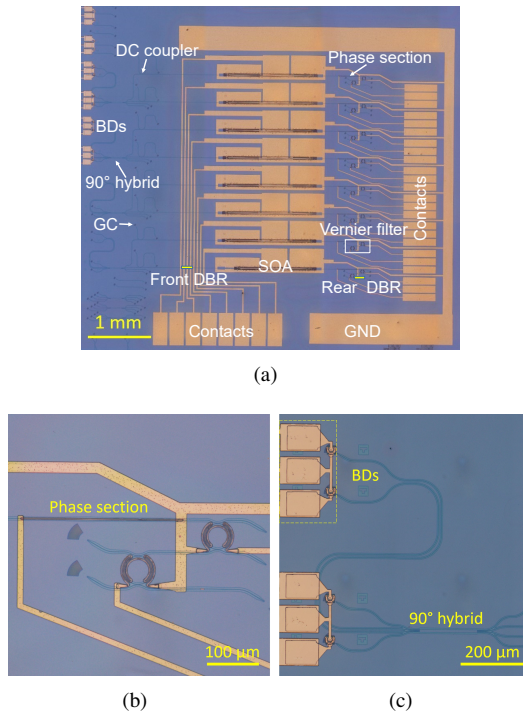 DC coupler
Phase section
BDs
90° hybrid
Contacts
GC
Vernier filter
SOA
Front DBR
Rear DBR
1 mm
Contacts
GND
(a)
Phase section
100 μm
(b)
BDs
90° hybrid
200 μm
(c)